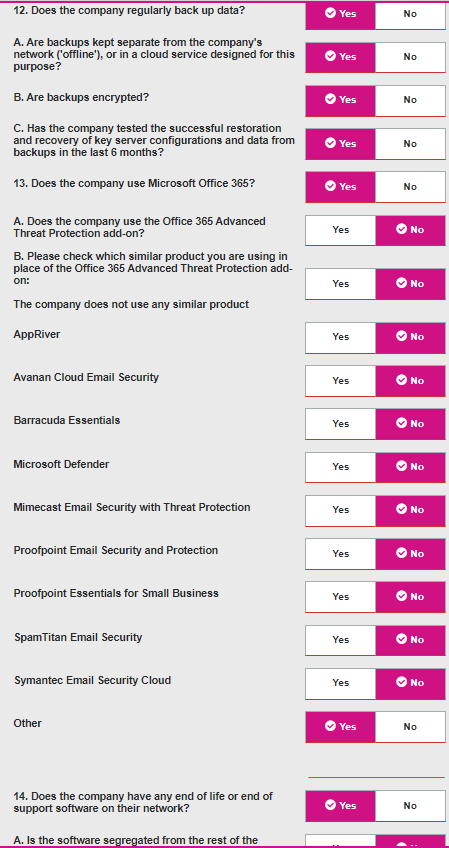 12. Does the company regularly back up data?
Yes No
A. Are backups kept separate from the company's
network ('offline'), or in a cloud service designed for this
purpose?
Yes No
B. Are backups encrypted?
Yes No
C. Has the company tested the successful restoration
and recovery of key server configurations and data from
backups in the last 6 months?
Yes No
13. Does the company use Microsoft Office 365?
Yes No
A. Does the company use the Office 365 Advanced
Threat Protection add-on?
Yes No
B. Please check which similar product you are using in
place of the Office 365 Advanced Threat Protection add-
on:
The company does not use any similar product
Yes No
AppRiver
Yes No
Avanan Cloud Email Security
Yes No
Barracuda Essentials
Yes No
Microsoft Defender
Yes No
Mimecast Email Security with Threat Protection
Yes No
Proofpoint Email Security and Protection
Yes No
Proofpoint Essentials for Small Business
Yes No
SpamTitan Email Security
Yes No
Symantec Email Security Cloud
Yes No
Other
Yes No
14. Does the company have any end of life or end of
support software on their network?
Yes No
A. Is the software segregated from the rest of the